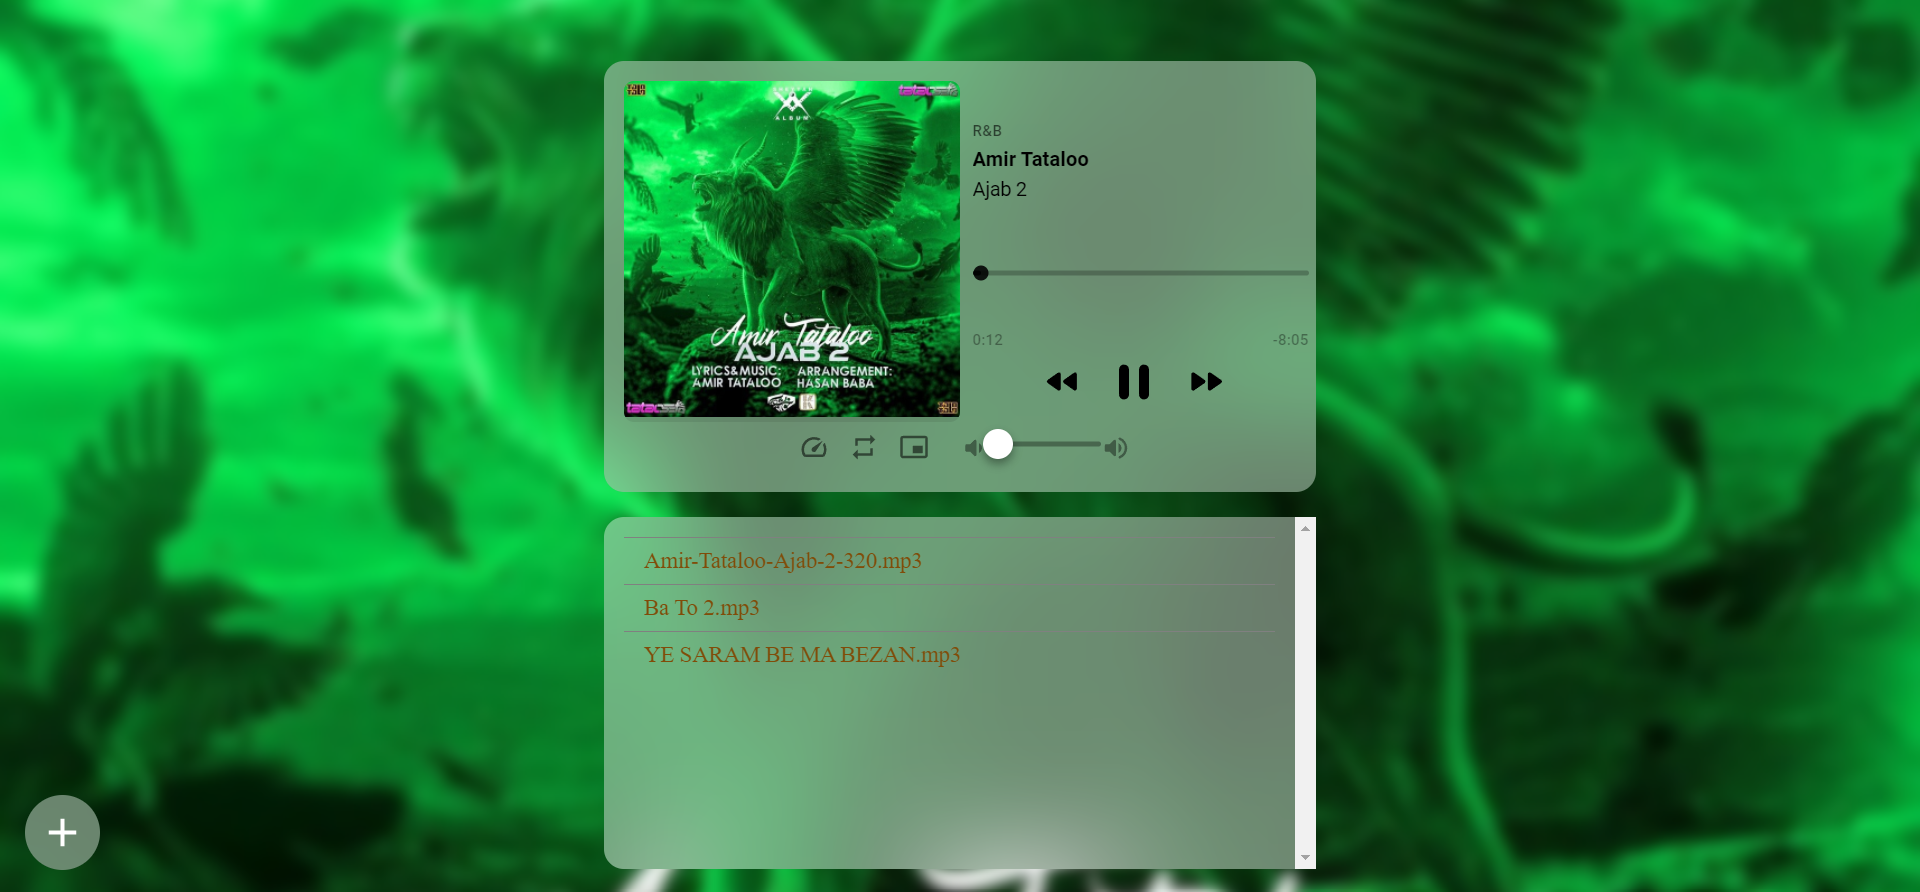 ALBUM
R&B
Amir Tataloo
Ajab 2
0:12
-8:05
Amir Tataloo
AJAB 2
LYRICS&MUSIC: ARRANGEMENT:
AMIR TATALOO HASAN BABA
Amir-Tataloo-Ajab-2-320.mp3
Ba To 2.mp3
YE SARAM BE MA BEZAN.mp3